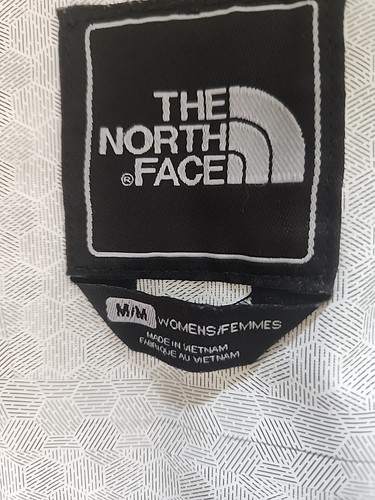 THE
NORTH
®FACE
M/M WOMENS/FEMMES
MADE IN VIETNAM
FABRIQUE AU VIETNAM